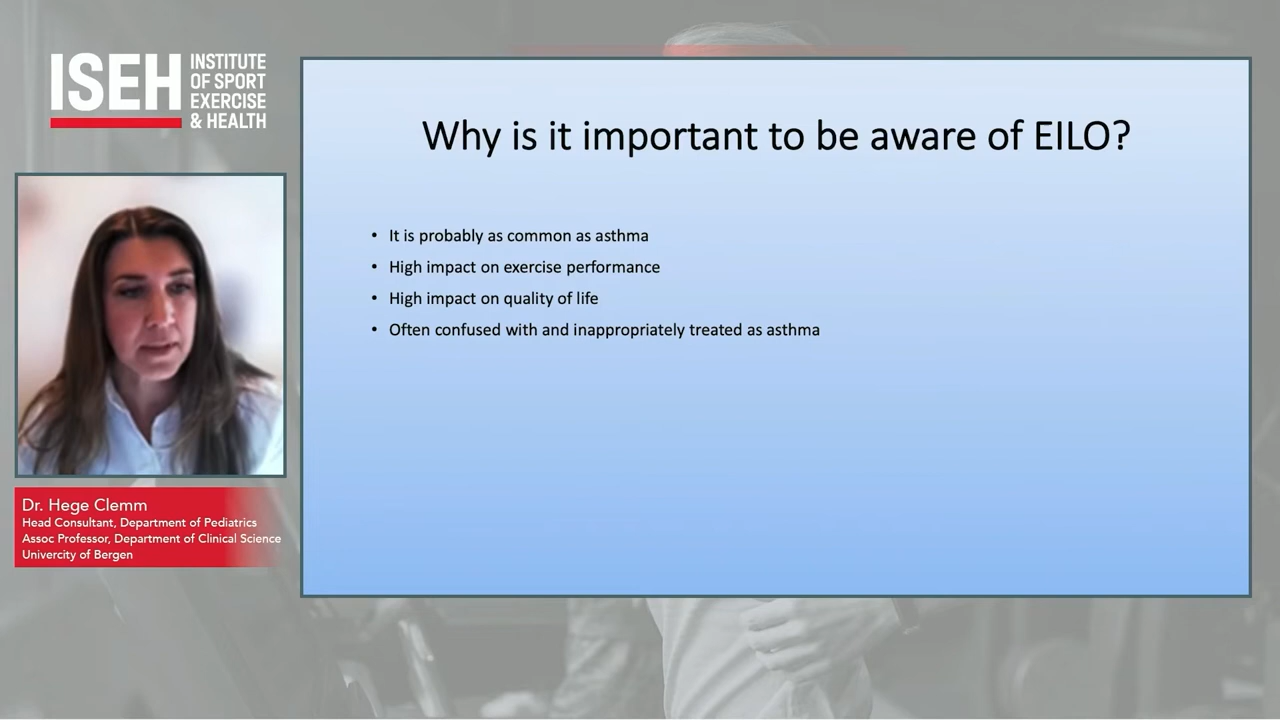 ISEH
INSTITUTE
OF SPORT
EXERCISE
& HEALTH
Why is it important to be aware of EILO?
• It is probably as common as asthma
• High impact on exercise performance
• High impact on quality of life
• Often confused with and inappropriately treated as asthma
Dr. Hege Clemm
Head Consultant, Department of Pediatrics
Assoc Professor, Department of Clinical Science
Univercity of Bergen